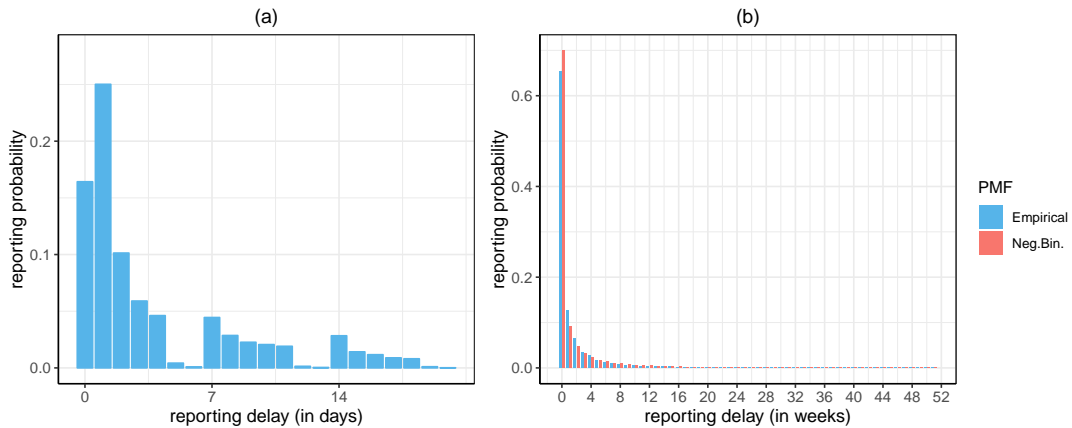 (a)
reporting probability
0.2
0.1
0.0
0 7 14
reporting delay (in days)
(b)
reporting probability
0.6
0.4
0.2
0.0
0 4 8 12 16 20 24 28 32 36 40 44 48 52
reporting delay (in weeks)
PMF
Empirical
Neg.Bin.